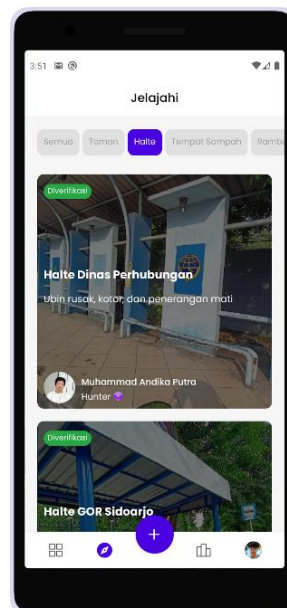 3:51
Jelajahi
Semua
Taman
Halte
Tempat Sampah
Rambu
Diverifikasi
Halte Dinas Perhubungan
Ubin rusak, kotor, dan penerangan mati
Muhammad Andika Putra
Hunter
Diverifikasi
Halte GOR Sidoarjo